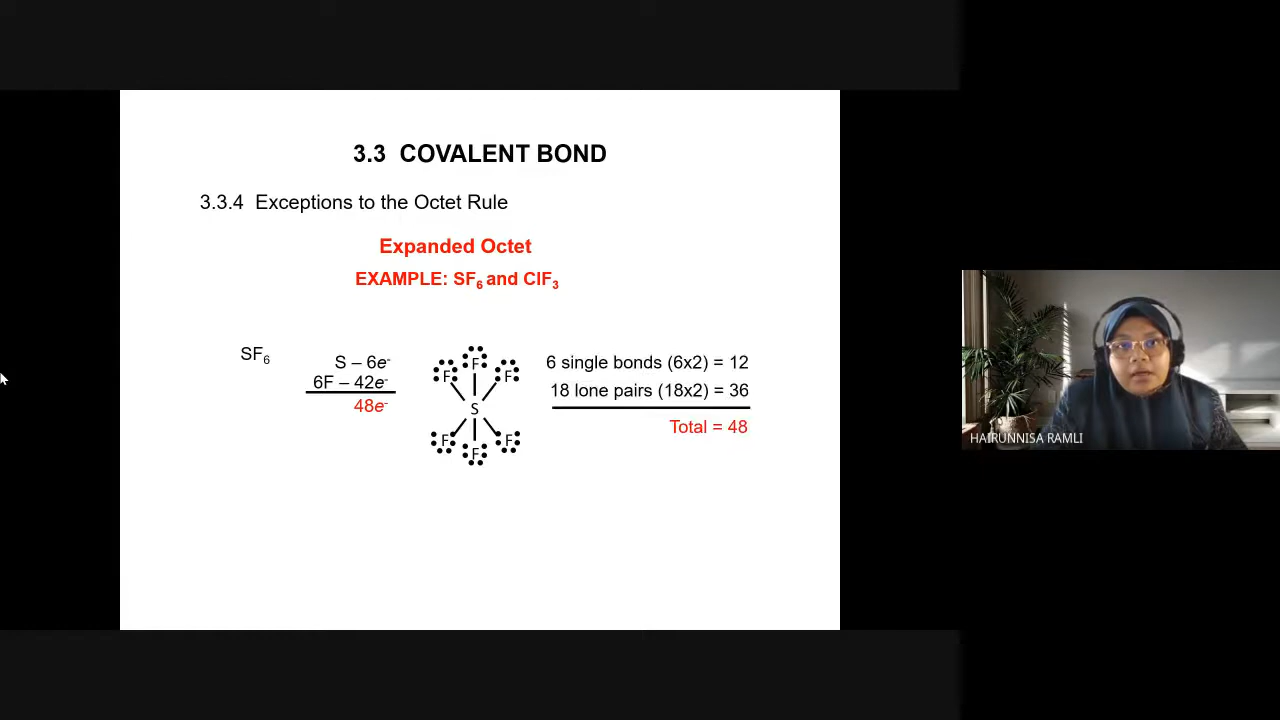 3.3 COVALENT BOND
3.3.4 Exceptions to the Octet Rule
Expanded Octet
EXAMPLE: SF₆ and ClF₃
SF₆
S – 6e⁻
6F – 42e⁻
48e⁻
F
F
F
S
F
F
F
6 single bonds (6x2) = 12
18 lone pairs (18x2) = 36
Total = 48
HAIRUNNISA RAMLI